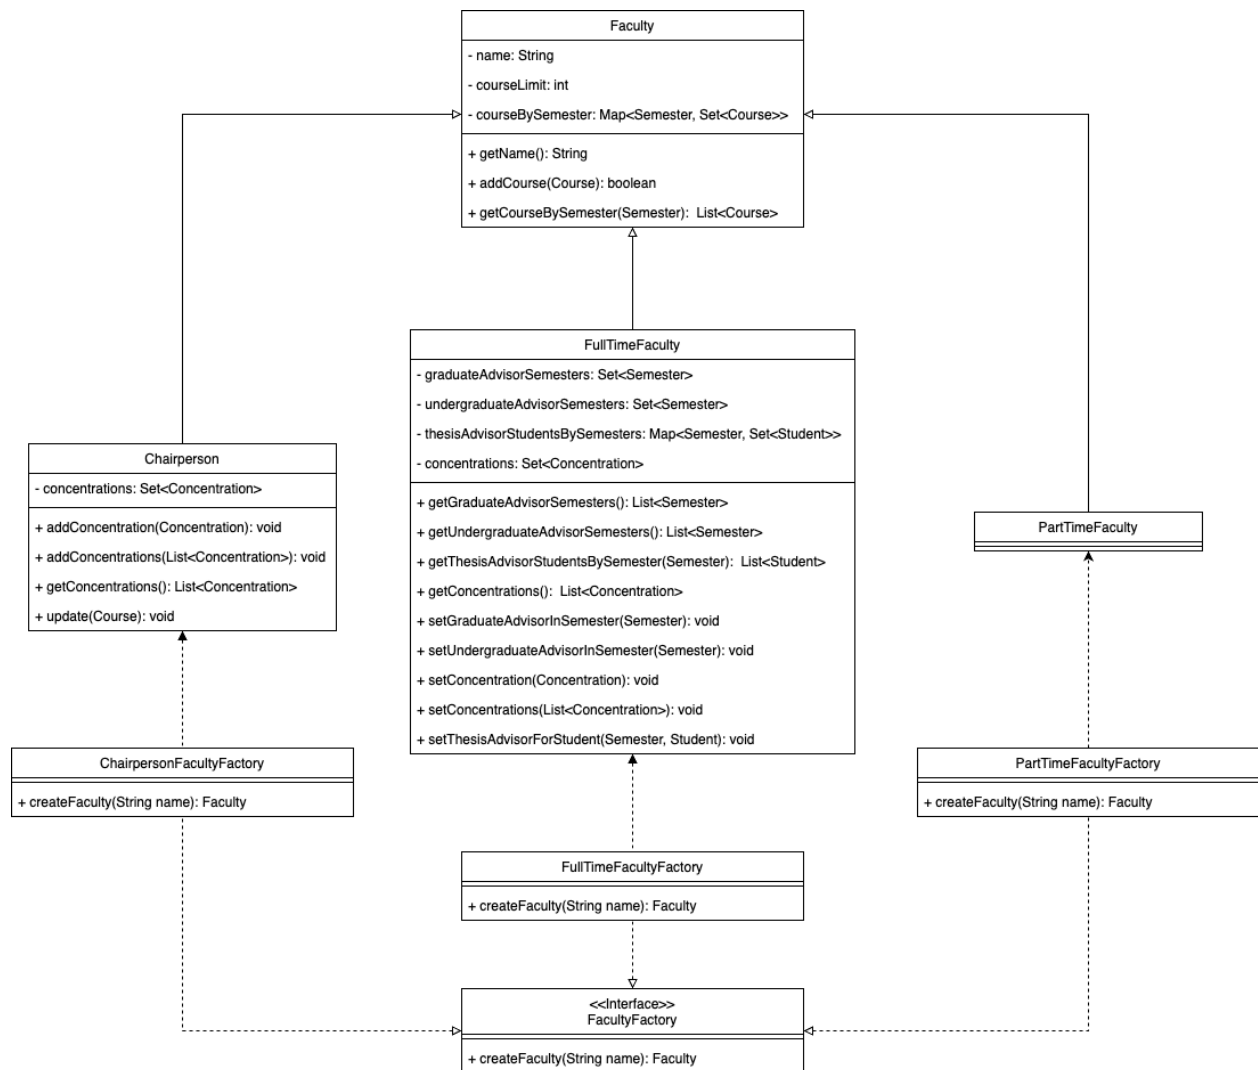 Faculty
- name: String
- courseLimit: int
- courseBySemester: Map<Semester, Set<Course>>
+ getName(): String
+ addCourse(Course): boolean
+ getCourseBySemester(Semester):  List<Course>
FullTimeFaculty
- graduateAdvisorSemesters: Set<Semester>
- undergraduateAdvisorSemesters: Set<Semester>
- thesisAdvisorStudentsBySemesters: Map<Semester, Set<Student>>
- concentrations: Set<Concentration>
+ getGraduateAdvisorSemesters(): List<Semester>
+ getUndergraduateAdvisorSemesters(): List<Semester>
+ getThesisAdvisorStudentsBySemester(Semester):  List<Student>
+ getConcentrations():  List<Concentration>
+ setGraduateAdvisorInSemester(Semester): void
+ setUndergraduateAdvisorInSemester(Semester): void
+ setConcentration(Concentration): void
+ setConcentrations(List<Concentration>): void
+ setThesisAdvisorForStudent(Semester, Student): void
Chairperson
- concentrations: Set<Concentration>
+ addConcentration(Concentration): void
+ addConcentrations(List<Concentration>): void
+ getConcentrations(): List<Concentration>
+ update(Course): void
PartTimeFaculty
ChairpersonFacultyFactory
+ createFaculty(String name): Faculty
PartTimeFacultyFactory
+ createFaculty(String name): Faculty
FullTimeFacultyFactory
+ createFaculty(String name): Faculty
<<Interface>>
FacultyFactory
+ createFaculty(String name): Faculty